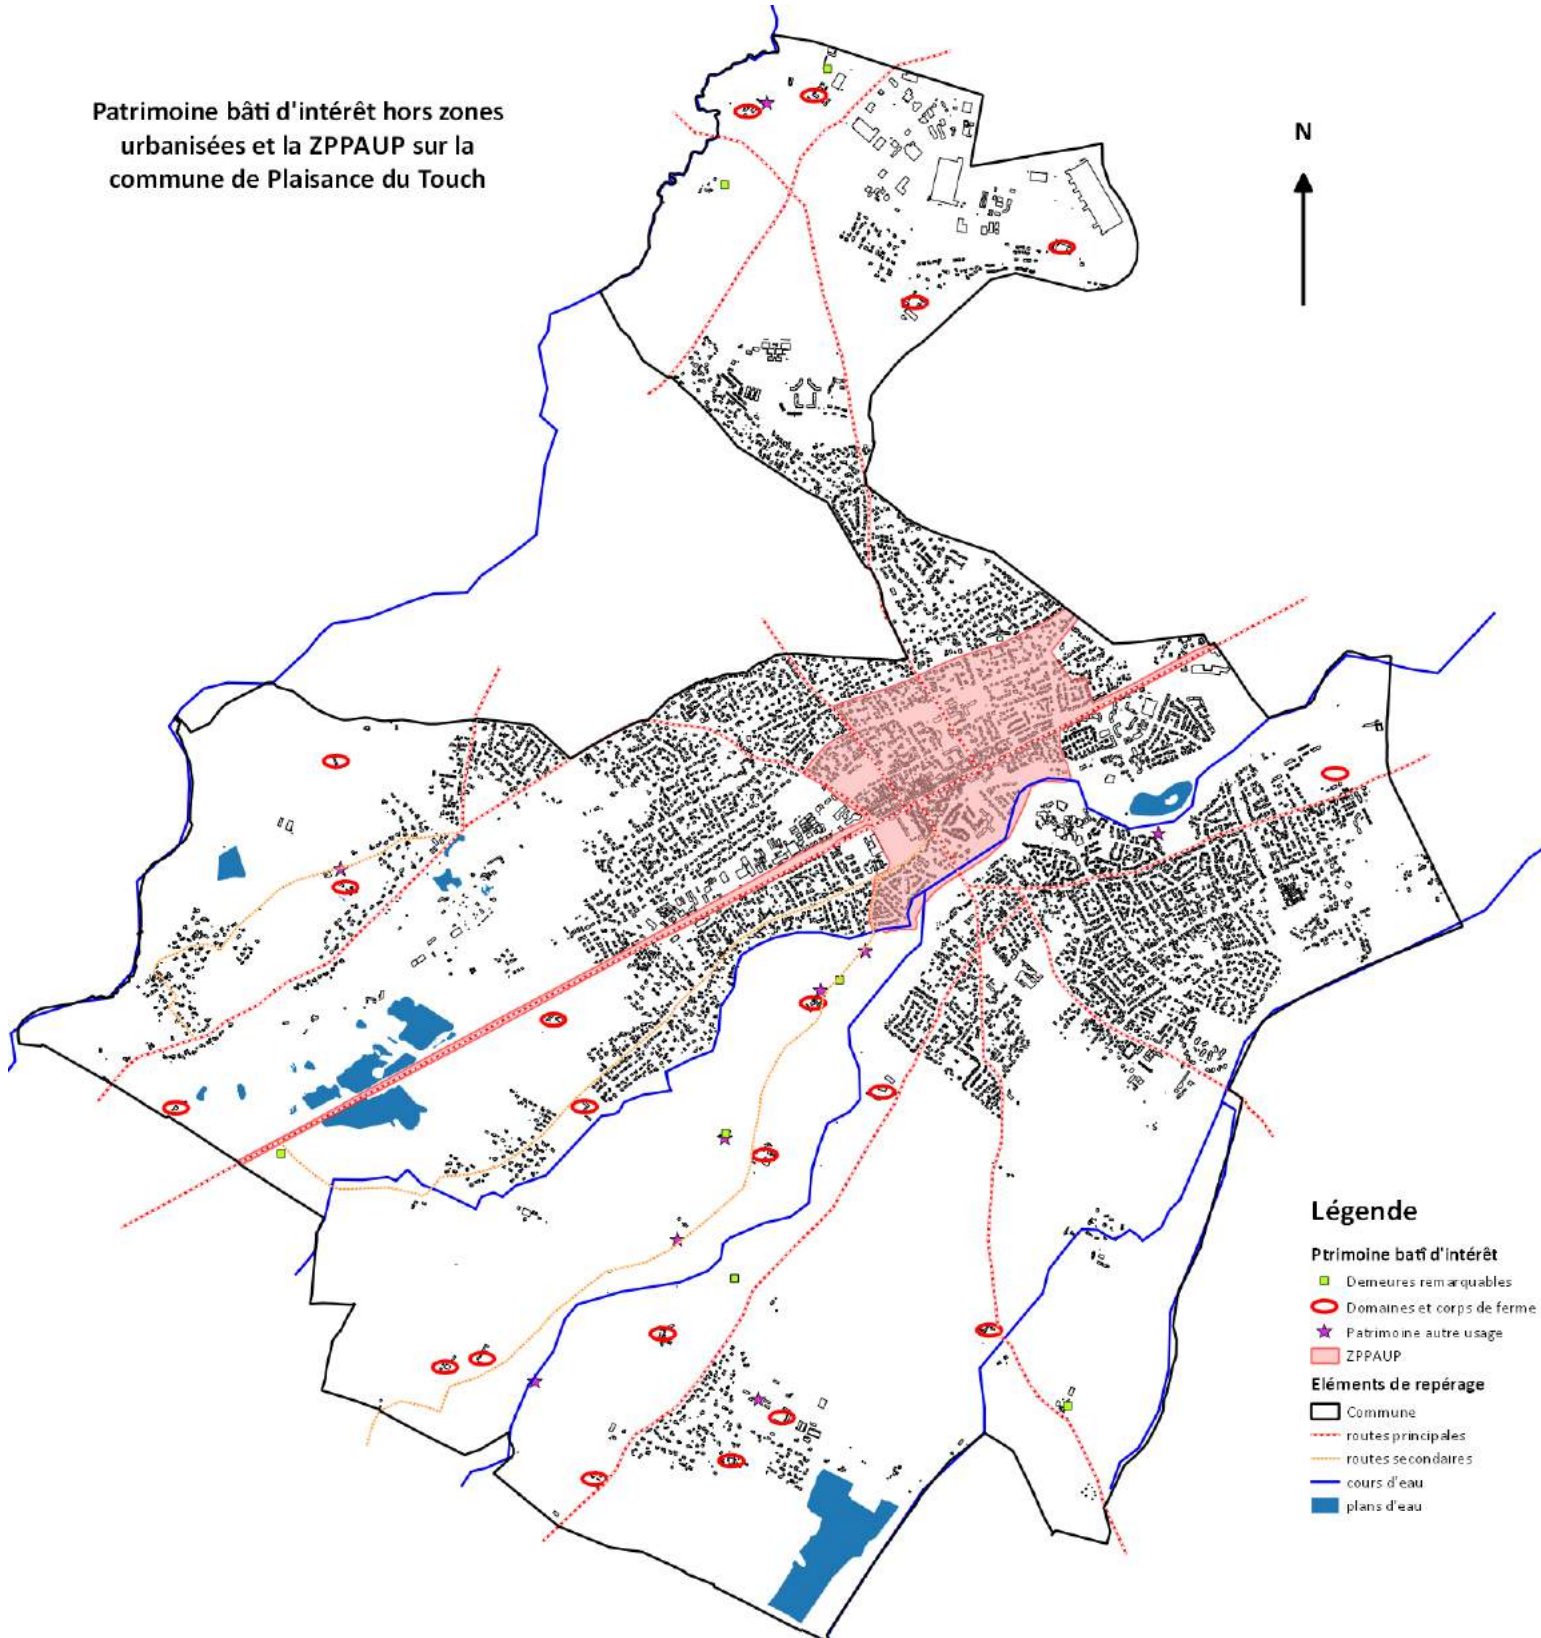 Patrimoine bâti d'intérêt hors zones
urbanisées et la ZPPAUP sur la
commune de Plaisance du Touch
N
Légende
Ptrimoine batî d'intérêt
Demeures remarquables
Domaines et corps de ferme
Patrimoine autre usage
ZPPAUP
Eléments de repérage
Commune
routes principales
routes secondaires
cours d'eau
plans d'eau